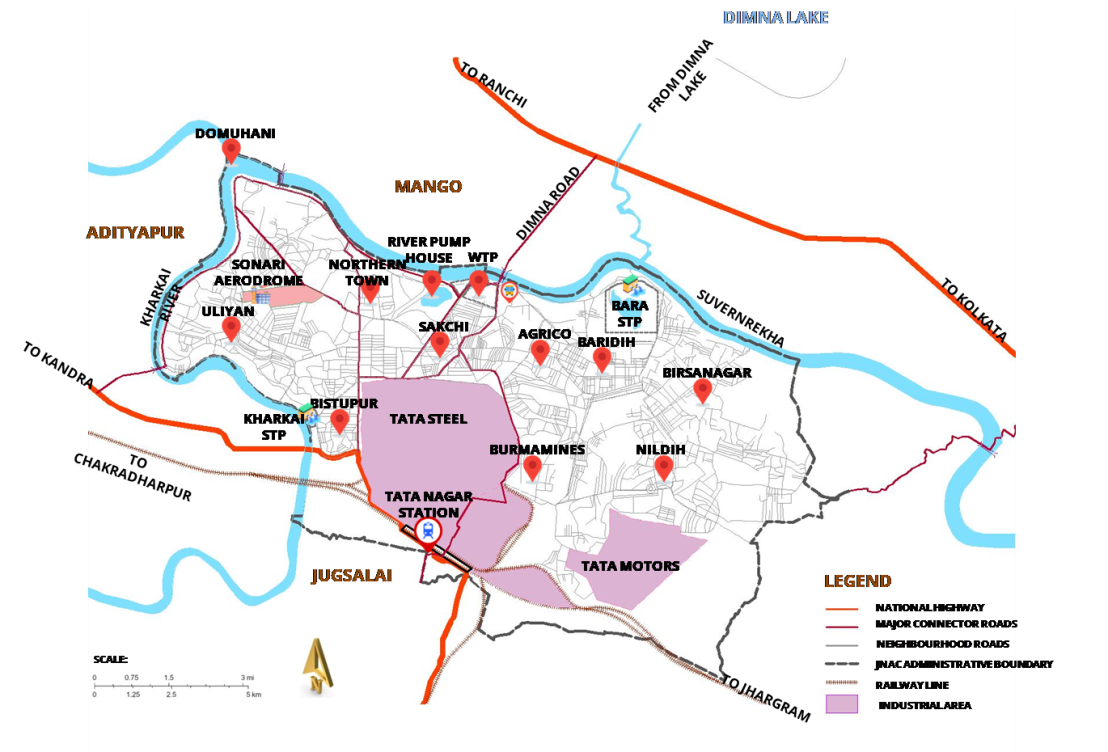 DIMNA LAKE
FROM DIMNA
LAKE
TO RANCHI
DOMUHANI
MANGO
DIMNA ROAD
ADITYAPUR
RIVER PUMP
HOUSE
WTP
SONARI
AERODROME
NORTHERN
TOWN
KHARKAI
RIVER
TO KOLKATA
SUVERNREKHA
BARA
STP
ULIYAN
SAKCHI
AGRICO
BARIDIH
TO KANDRA
BIRSANAGAR
BISTUPUR
KHARKAI
STP
TATA STEEL
BURMAMINES
NILDIH
TO
CHAKRADHARPUR
TATA NAGAR
STATION
JUGSALAI
TATA MOTORS
LEGEND
NATIONAL HIGHWAY
MAJOR CONNECTOR ROADS
NEIGHBOURHOOD ROADS
JNAC ADMINISTRATIVE BOUNDARY
RAILWAY LINE
INDUSTRIAL AREA
SCALE:
0 0.75 1.5 3 mi
0 1.25 2.5 5 km
N
TO JHARGRAM